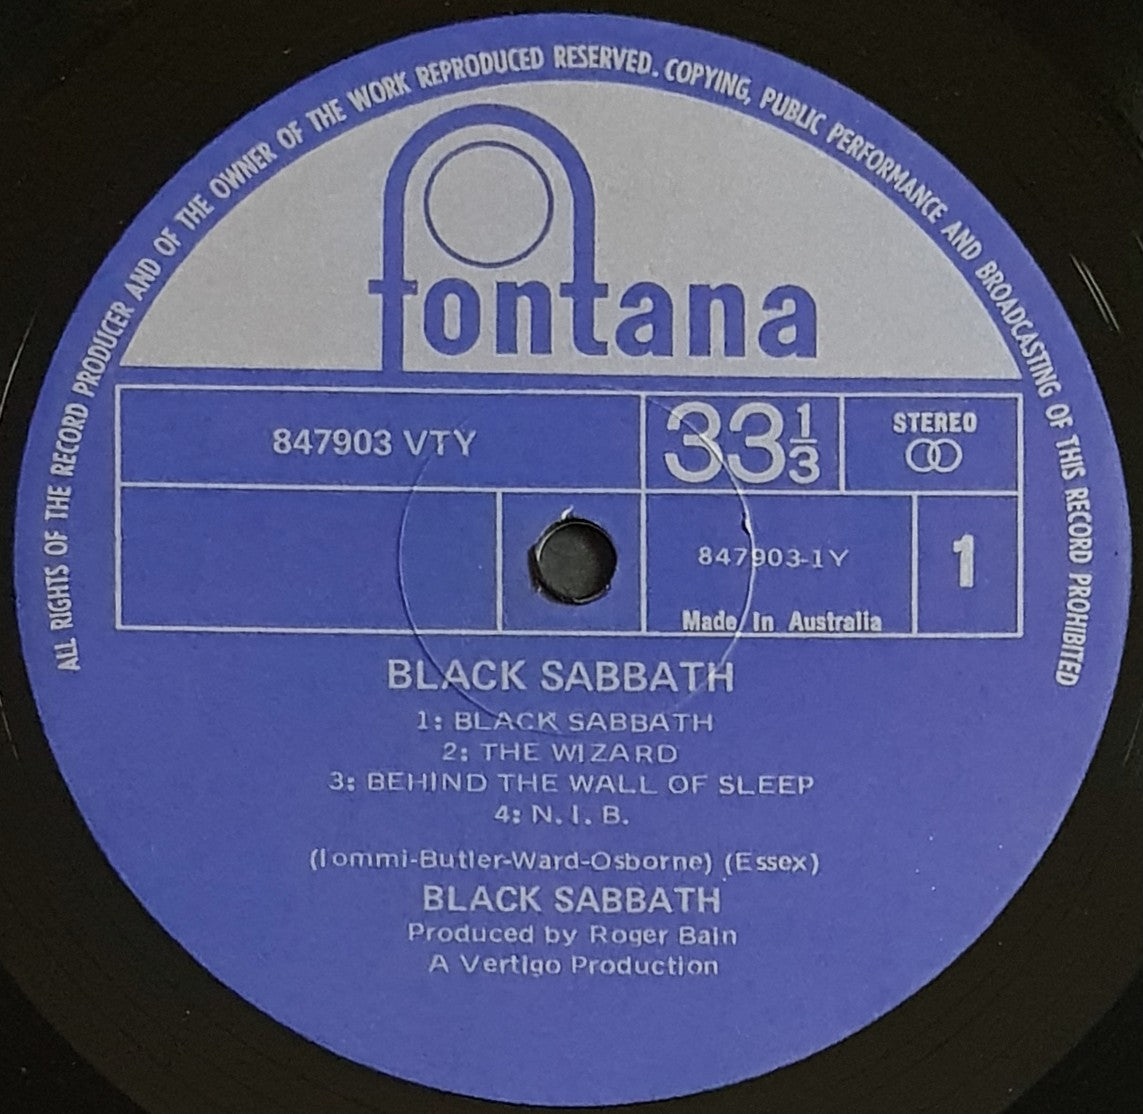 ALL RIGHTS OF THE RECORD PRODUCER AND OF THE OWNER OF THE WORK REPRODUCED RESERVED. COPYING, PUBLIC PERFORMANCE AND BROADCASTING OF THIS RECORD PROHIBITED
fontana
847903 VTY
33 1/3
STEREO
847903-1Y
1
Made In Australia
BLACK SABBATH
1: BLACK SABBATH
2: THE WIZARD
3: BEHIND THE WALL OF SLEEP
4: N. I. B.
(Iommi-Butler-Ward-Osborne) (Essex)
BLACK SABBATH
Produced by Roger Bain
A Vertigo Production